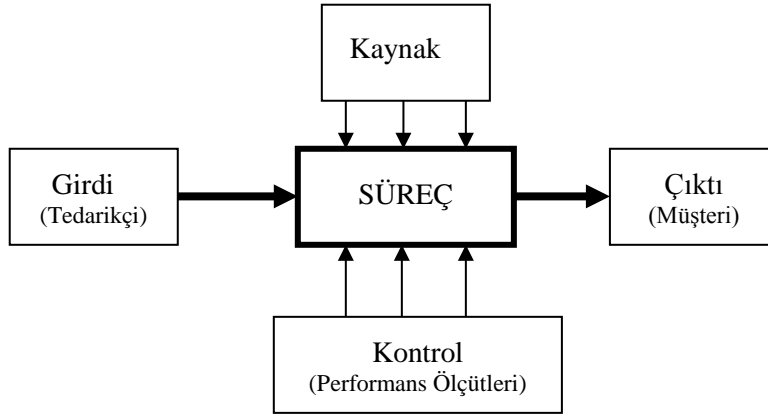 Kaynak
Girdi
(Tedarikçi)
SÜREÇ
Çıktı
(Müşteri)
Kontrol
(Performans Ölçütleri)